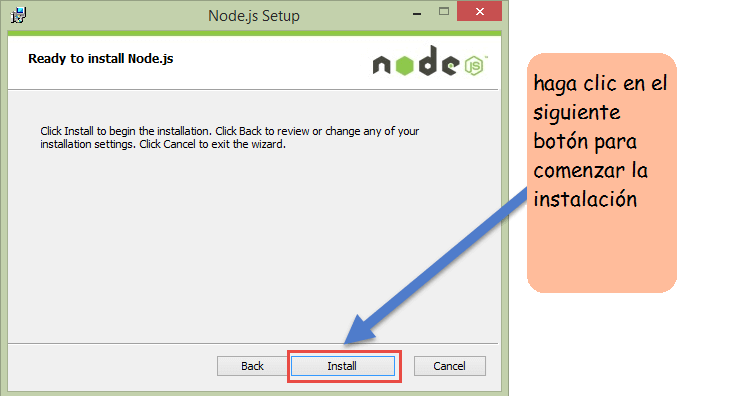 Node.js Setup
Ready to install Node.js
node
JS
Click Install to begin the installation. Click Back to review or change any of your
installation settings. Click Cancel to exit the wizard.
Back
Install
Cancel
haga clic en el
siguiente
botón para
comenzar la
instalación